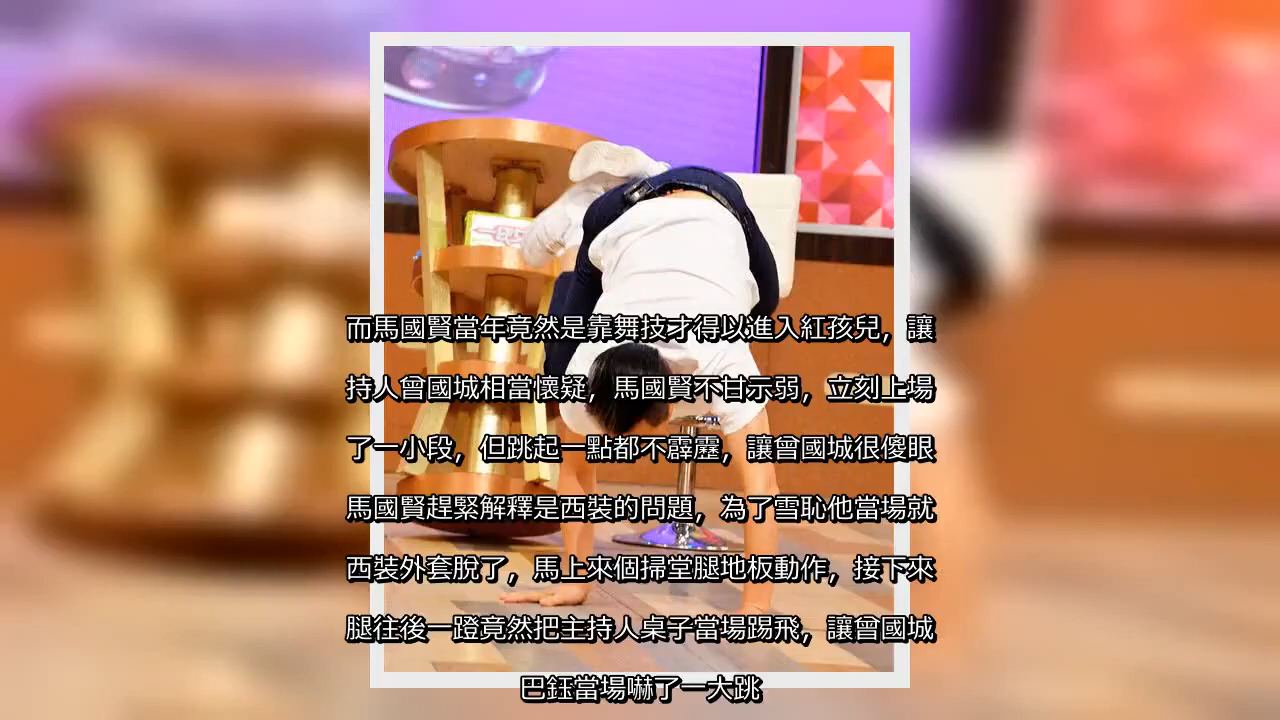 而馬國賢當年竟然是靠舞技才得以進入紅孩兒，讓
持人曾國城相當懷疑，馬國賢不甘示弱，立刻上場
了一小段，但跳起一點都不霹靂，讓曾國城很傻眼
馬國賢趕緊解釋是西裝的問題，為了雪恥他當場就
西裝外套脫了，馬上來個掃堂腿地板動作，接下來
腿往後一蹬竟然把主持人桌子當場踢飛，讓曾國城
巴鈺當場嚇了一大跳